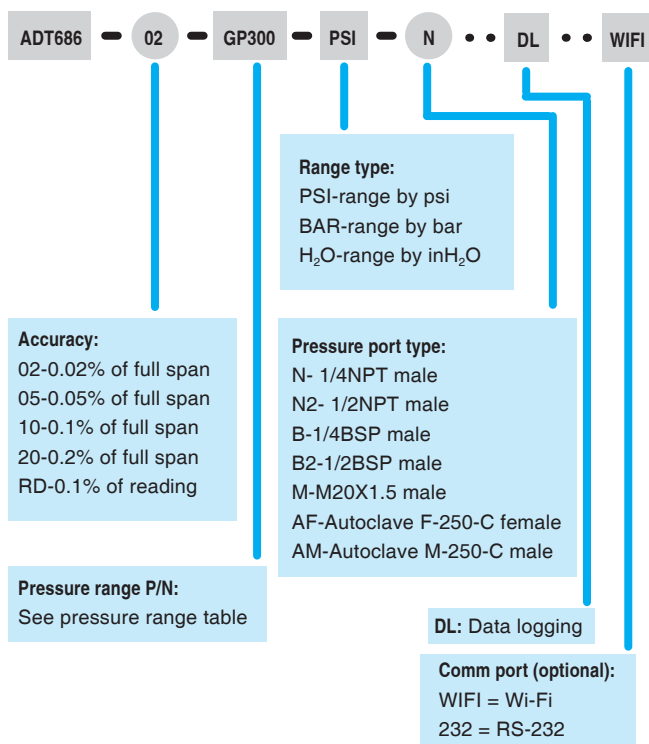 ADT686 - 02 - GP300 - PSI - N • • DL • • WIFI
Range type:
PSI-range by psi
BAR-range by bar
H₂O-range by inH₂O
Accuracy:
02-0.02% of full span
05-0.05% of full span
10-0.1% of full span
20-0.2% of full span
RD-0.1% of reading
Pressure port type:
N- 1/4NPT male
N2- 1/2NPT male
B-1/4BSP male
B2-1/2BSP male
M-M20X1.5 male
AF-Autoclave F-250-C female
AM-Autoclave M-250-C male
Pressure range P/N:
See pressure range table
DL: Data logging
Comm port (optional):
WIFI = Wi-Fi
232 = RS-232